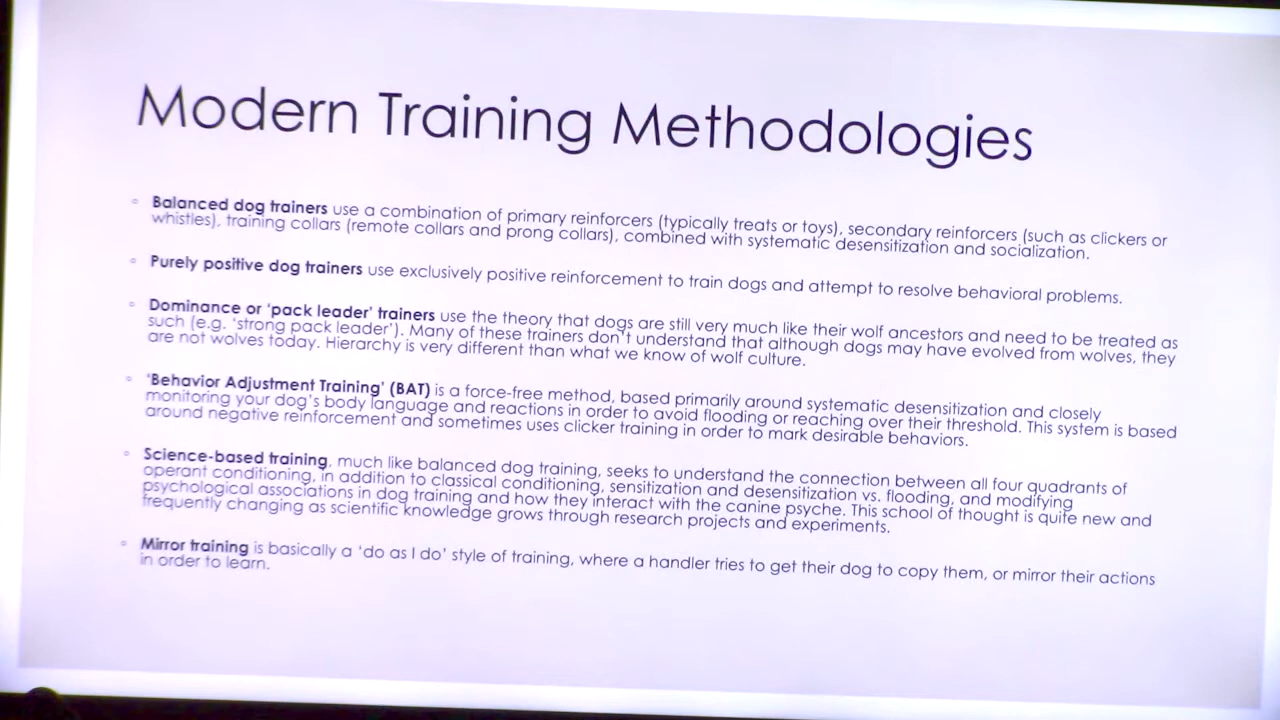 Modern Training Methodologies
Balanced dog trainers use a combination of primary reinforcers (typically treats or toys), secondary reinforcers (such as clickers or
whistles), training collars (remote collars and prong collars), combined with systematic desensitization and socialization.
Purely positive dog trainers use exclusively positive reinforcement to train dogs and attempt to resolve behavioral problems.
Dominance or 'pack leader' trainers use the theory that dogs are still very much like their wolf ancestors and need to be treated as
such (e.g. 'strong pack leader'). Many of these trainers don't understand that although dogs may have evolved from wolves, they
are not wolves today. Hierarchy is very different than what we know of wolf culture.
'Behavior Adjustment Training' (BAT) is a force-free method, based primarily around systematic desensitization and closely
monitoring your dog's body language and reactions in order to avoid flooding or reaching over their threshold. This system is based
around negative reinforcement and sometimes uses clicker training in order to mark desirable behaviors.
Science-based training, much like balanced dog training, seeks to understand the connection between all four quadrants of
operant conditioning, in addition to classical conditioning, sensitization and desensitization vs. flooding, and modifying
psychological associations in dog training and how they interact with the canine psyche. This school of thought is quite new and
frequently changing as scientific knowledge grows through research projects and experiments.
Mirror training is basically a 'do as I do' style of training, where a handler tries to get their dog to copy them, or mirror their actions
in order to learn.